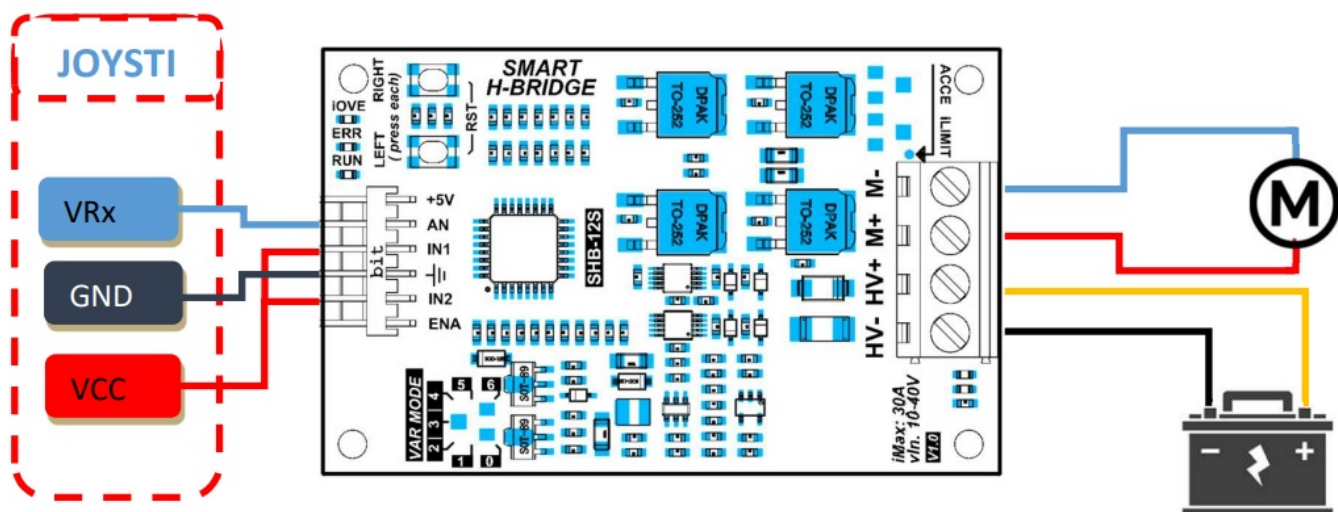 JOYSTI
VRx
GND
VCC
iOVE
ERR
RUN
RIGHT
LEFT
(press each)
RST
SMART
H-BRIDGE
+5V
AN
IN1
IN2
ENA
bit
SHB-12S
DPAK
TO-252
DPAK
TO-252
DPAK
TO-252
DPAK
TO-252
ACCE
iLIMIT
M-
M+
HV+
HV-
M
VAR MODE
2 3 4
5 6
1 0
SOT-89
SOT-89
iMax: 30A
vIn. 10-40V
V1.0
- +